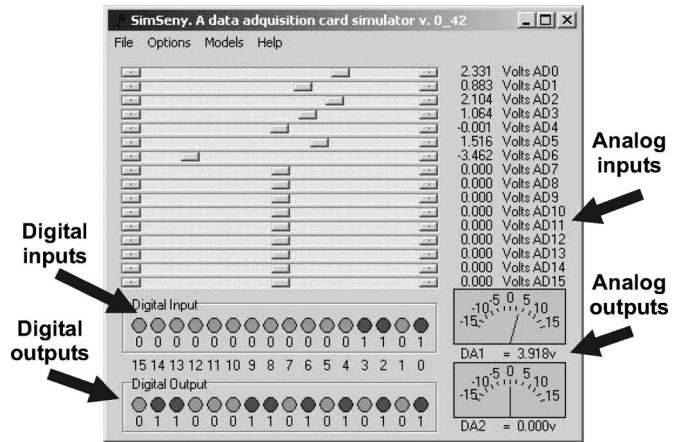 SimSeny. A data adquisition card simulator v. 0_42
File Options Models Help
2.331 Volts AD0
0.883 Volts AD1
2.104 Volts AD2
1.064 Volts AD3
-0.001 Volts AD4
1.516 Volts AD5
-3.462 Volts AD6
0.000 Volts AD7
0.000 Volts AD8
0.000 Volts AD9
0.000 Volts AD10
0.000 Volts AD11
0.000 Volts AD12
0.000 Volts AD13
0.000 Volts AD14
0.000 Volts AD15
Analog
inputs
Digital
inputs
Digital Input
0 0 0 0 0 0 0 0 0 0 0 0 1 1 0 1
15 14 13 12 11 10 9 8 7 6 5 4 3 2 1 0
-15 -10 -5 0 5 10 15
DA1 = 3.918v
Analog
outputs
Digital
outputs
Digital Output
0 1 1 0 0 0 1 1 0 1 0 1 0 1 0 1
-15 -10 -5 0 5 10 15
DA2 = 0.000v